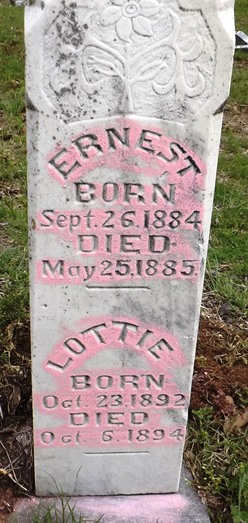 ERNEST
BORN
Sept. 26. 1884
DIED
May 25. 1885.
LOTTIE
BORN
Oct. 23. 1892
DIED
Oct. 6. 1894